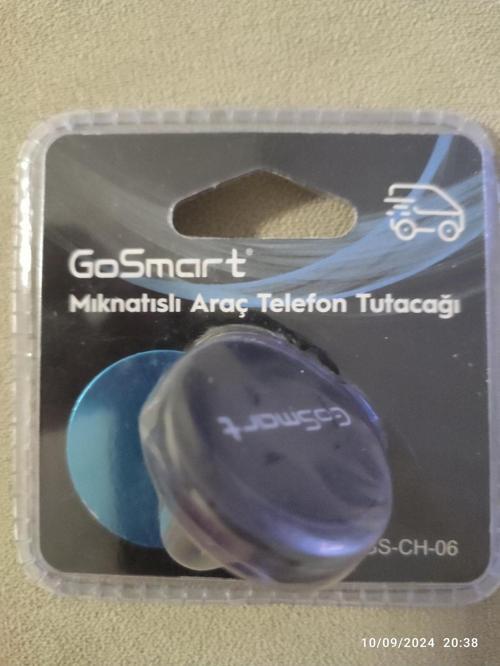 GoSmart
Mıknatıslı Araç Telefon Tutacağı
GoSmart
GS-CH-06
10/09/2024 20:38